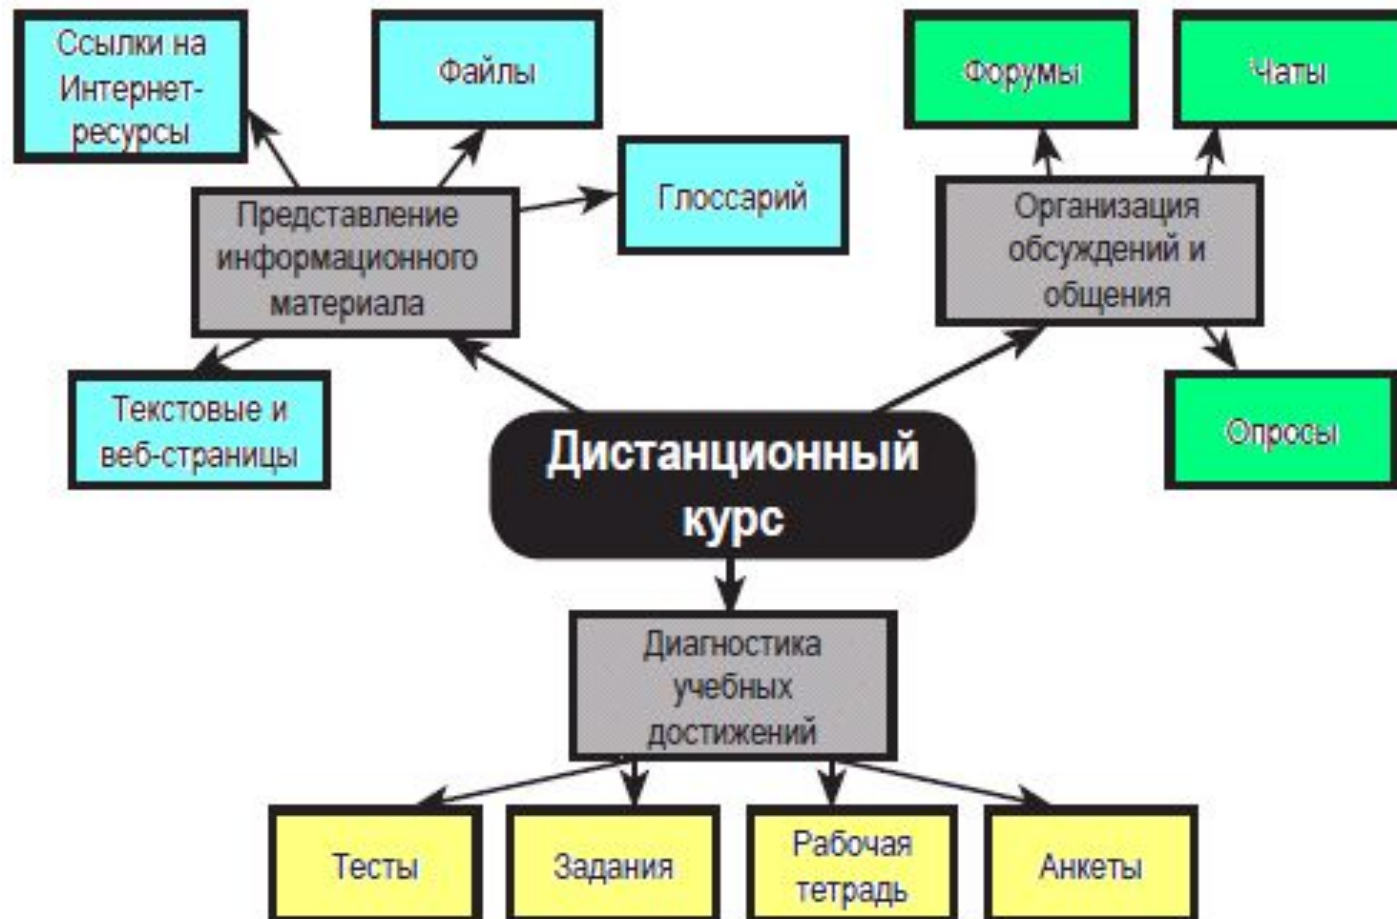 Ссылки на
Интернет-
ресурсы
Файлы
Глоссарий
Представление
информационного
материала
Текстовые и
веб-страницы
Форумы
Чаты
Организация
обсуждений и
общения
Опросы
Дистанционный
курс
Диагностика
учебных
достижений
Тесты
Задания
Рабочая
тетрадь
Анкеты